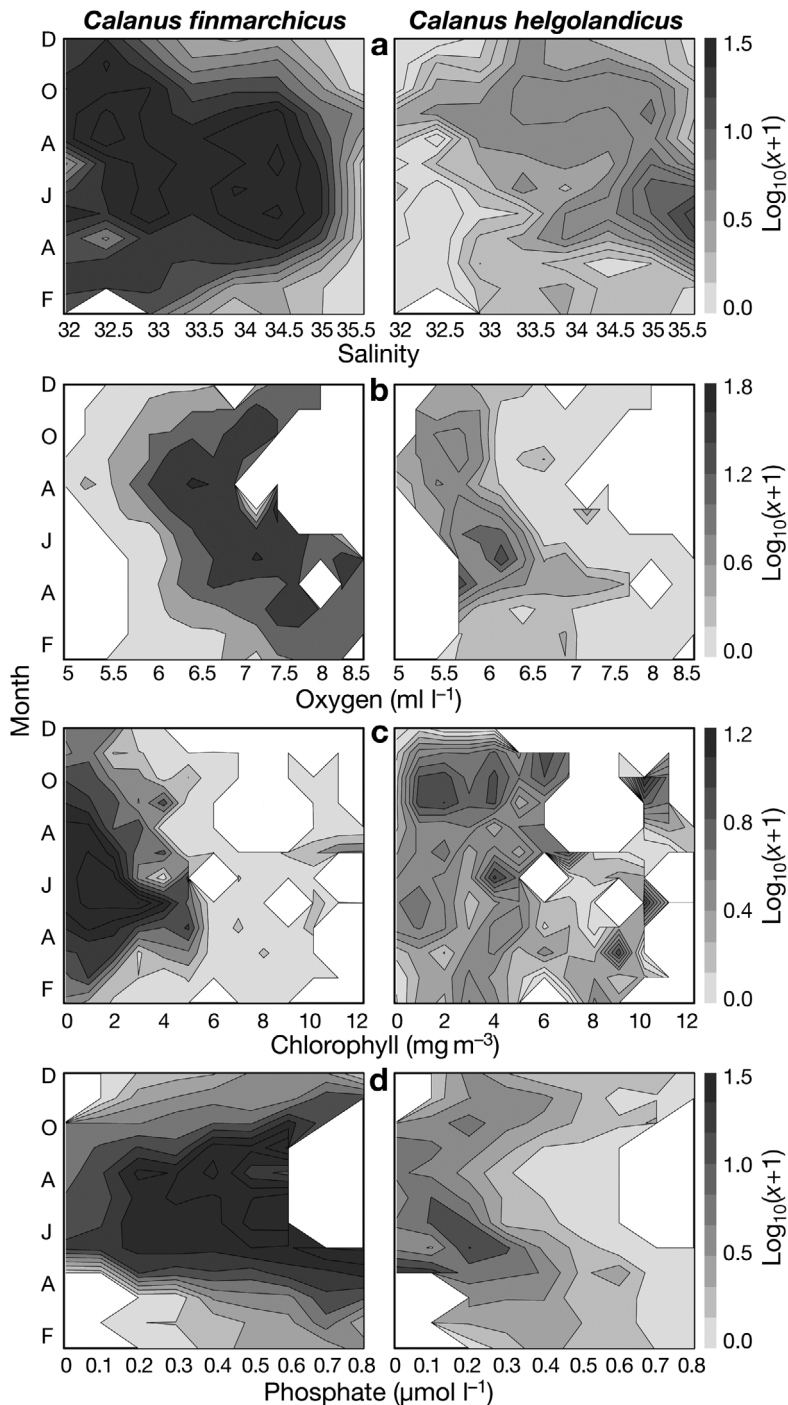 Calanus finmarchicus Calanus helgolandicus
a
D
O
A
J
A
F
32 32.5 33 33.5 34 34.5 35 35.5
32 32.5 33 33.5 34 34.5 35 35.5
Salinity
1.5
1.0
0.5
0.0
Log10(x+1)
b
D
O
A
J
A
F
5 5.5 6 6.5 7 7.5 8 8.5
5 5.5 6 6.5 7 7.5 8 8.5
Oxygen (ml l–1)
1.8
1.2
0.6
0.0
Log10(x+1)
Month
c
D
O
A
J
A
F
0 2 4 6 8 10 12
0 2 4 6 8 10 12
Chlorophyll (mg m–3)
1.2
0.8
0.4
0.0
Log10(x+1)
d
D
O
A
J
A
F
0 0.1 0.2 0.3 0.4 0.5 0.6 0.7 0.8
0 0.1 0.2 0.3 0.4 0.5 0.6 0.7 0.8
Phosphate (µmol l–1)
1.5
1.0
0.5
0.0
Log10(x+1)